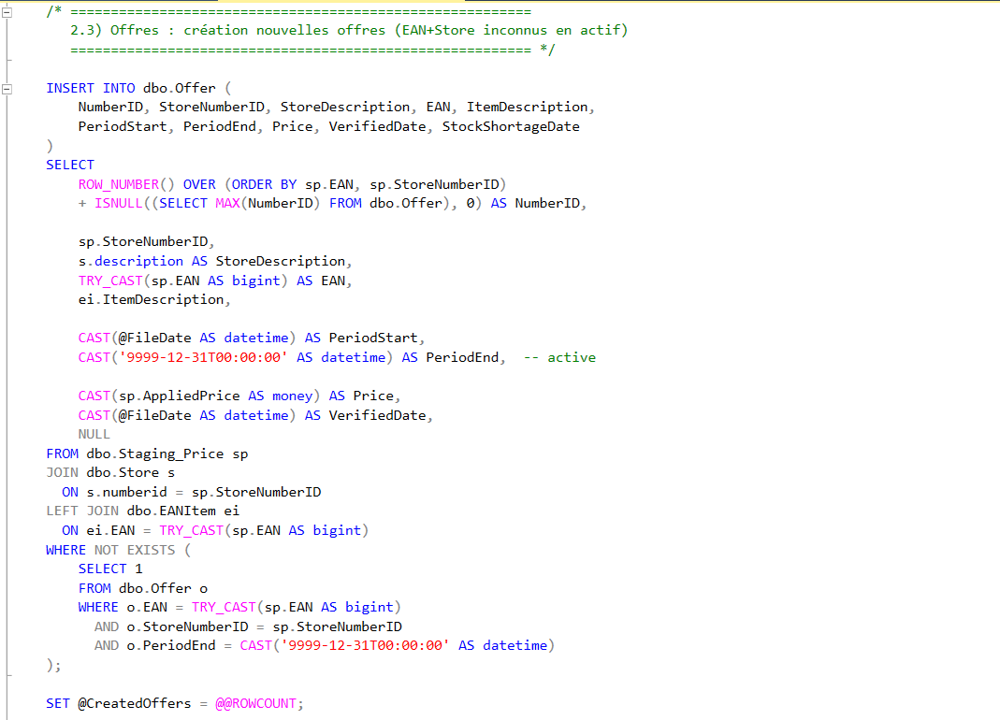 /* =========================================================
2.3) Offres : création nouvelles offres (EAN+Store inconnus en actif)
========================================================= */
INSERT INTO dbo.Offer (
NumberID, StoreNumberID, StoreDescription, EAN, ItemDescription,
PeriodStart, PeriodEnd, Price, VerifiedDate, StockShortageDate
)
SELECT
ROW_NUMBER() OVER (ORDER BY sp.EAN, sp.StoreNumberID)
+ ISNULL((SELECT MAX(NumberID) FROM dbo.Offer), 0) AS NumberID,
sp.StoreNumberID,
s.description AS StoreDescription,
TRY_CAST(sp.EAN AS bigint) AS EAN,
ei.ItemDescription,
CAST(@FileDate AS datetime) AS PeriodStart,
CAST('9999-12-31T00:00:00' AS datetime) AS PeriodEnd,  -- active
CAST(sp.AppliedPrice AS money) AS Price,
CAST(@FileDate AS datetime) AS VerifiedDate,
NULL
FROM dbo.Staging_Price sp
JOIN dbo.Store s
ON s.numberid = sp.StoreNumberID
LEFT JOIN dbo.EANItem ei
ON ei.EAN = TRY_CAST(sp.EAN AS bigint)
WHERE NOT EXISTS (
SELECT 1
FROM dbo.Offer o
WHERE o.EAN = TRY_CAST(sp.EAN AS bigint)
AND o.StoreNumberID = sp.StoreNumberID
AND o.PeriodEnd = CAST('9999-12-31T00:00:00' AS datetime)
);
SET @CreatedOffers = @@ROWCOUNT;